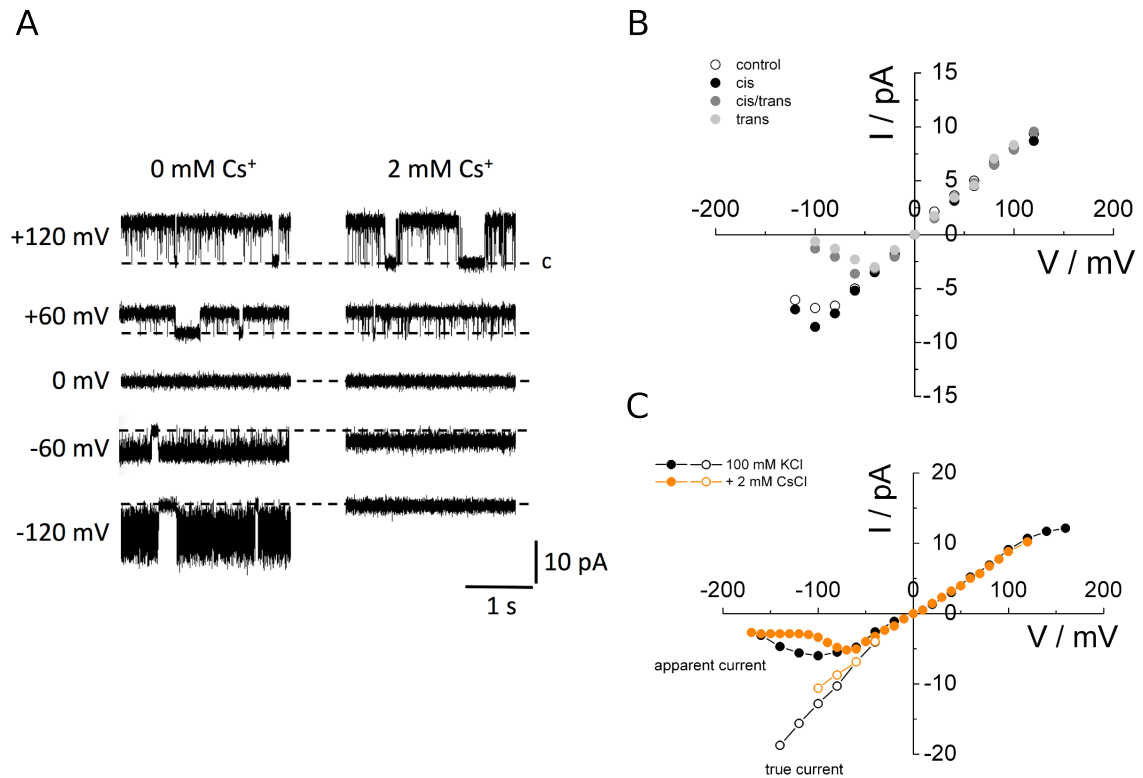 A
0 mM Cs⁺
2 mM Cs⁺
+120 mV
c
+60 mV
0 mV
-60 mV
-120 mV
10 pA
1 s
B
control
cis
cis/trans
trans
I / pA
15
10
5
0
-5
-10
-15
-200
-100
0
100
200
V / mV
C
100 mM KCl
+ 2 mM CsCl
I / pA
20
10
0
-10
-20
-200
-100
0
100
200
V / mV
apparent current
true current